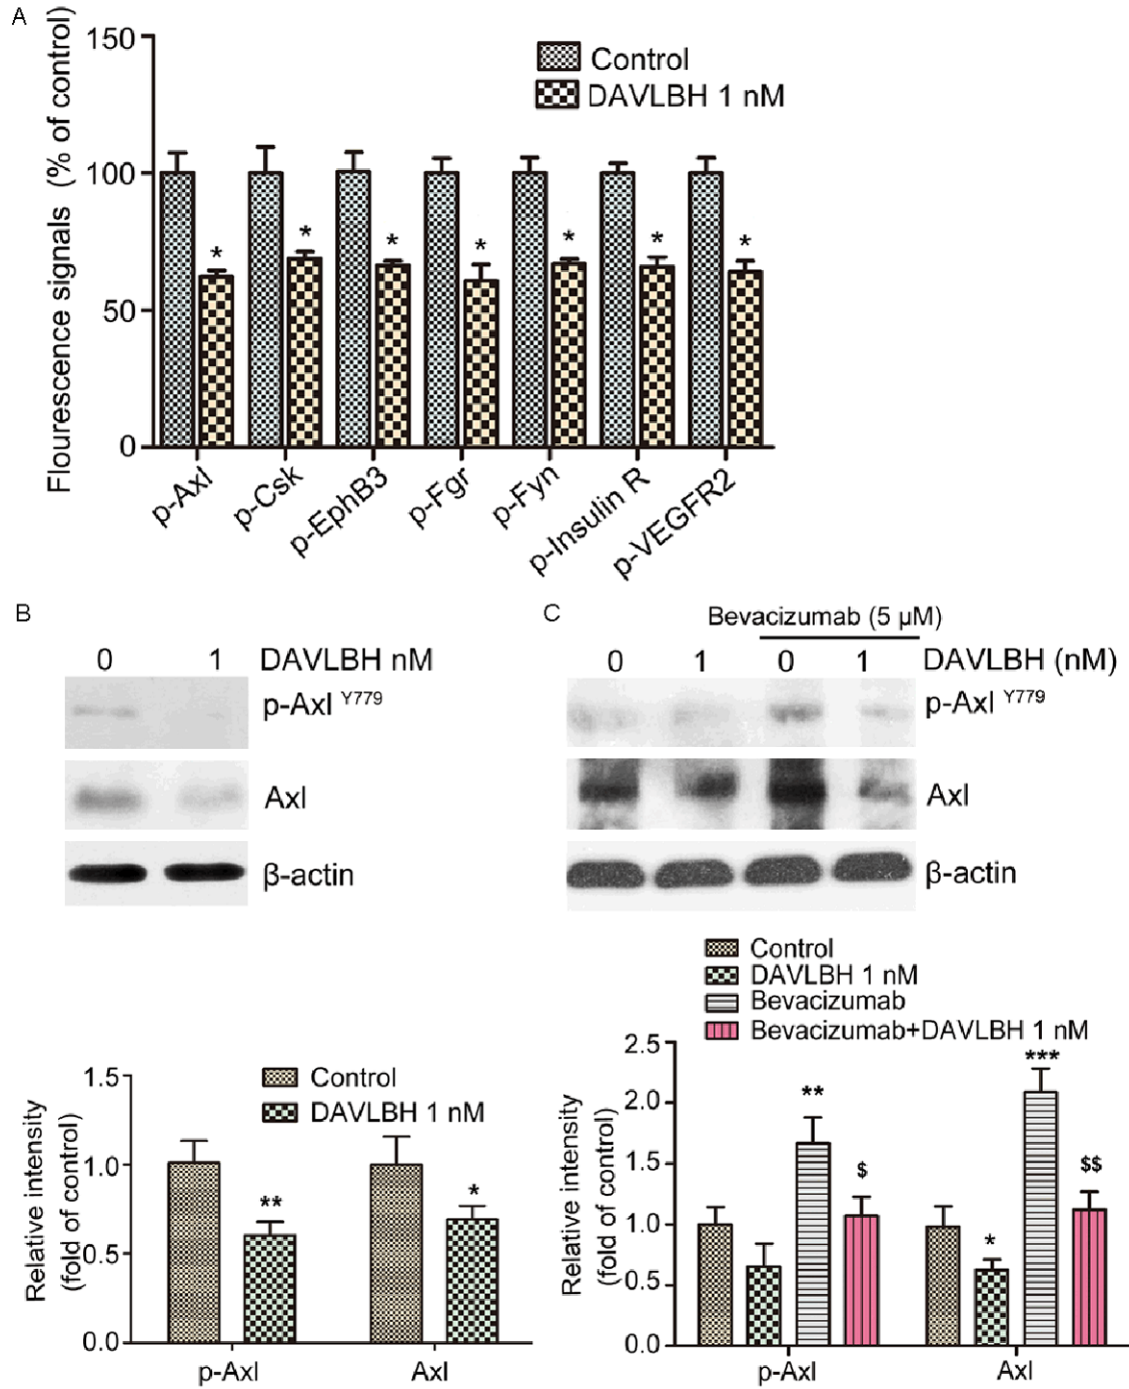 A
Flourescence signals (% of control)
150
100
50
0
Control
DAVLBH 1 nM
* * * * * * *
p-Axl
p-Csk
p-EphB3
p-Fgr
p-Fyn
p-Insulin R
p-VEGFR2
B
0 1 DAVLBH nM
p-Axl Y779
Axl
β-actin
Relative intensity
(fold of control)
1.5
1.0
0.5
0.0
Control
DAVLBH 1 nM
** *
p-Axl Axl
C
Bevacizumab (5 µM)
0 1 0 1 DAVLBH (nM)
p-Axl Y779
Axl
β-actin
Control
DAVLBH 1 nM
Bevacizumab
Bevacizumab+DAVLBH 1 nM
Relative intensity
(fold of control)
2.5
2.0
1.5
1.0
0.5
0.0
** $ * *** $$
p-Axl Axl